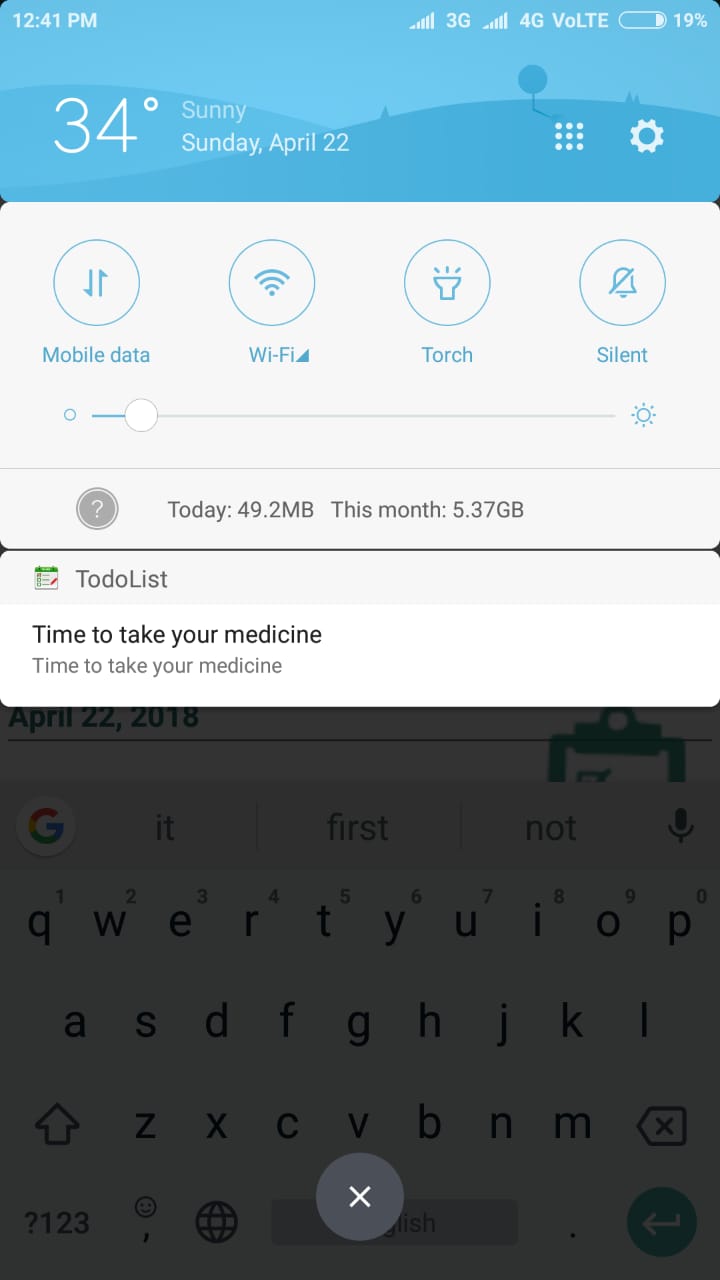 12:41 PM 3G 4G VoLTE 19%
34° Sunny
Sunday, April 22
Mobile data Wi-Fi Torch Silent
? Today: 49.2MB This month: 5.37GB
TodoList
Time to take your medicine
Time to take your medicine
April 22, 2018
G it first not
1 2 3 4 5 6 7 8 9 0
q w e r t y u i o p
a s d f g h j k l
z x c v b n m
?123 , glish .